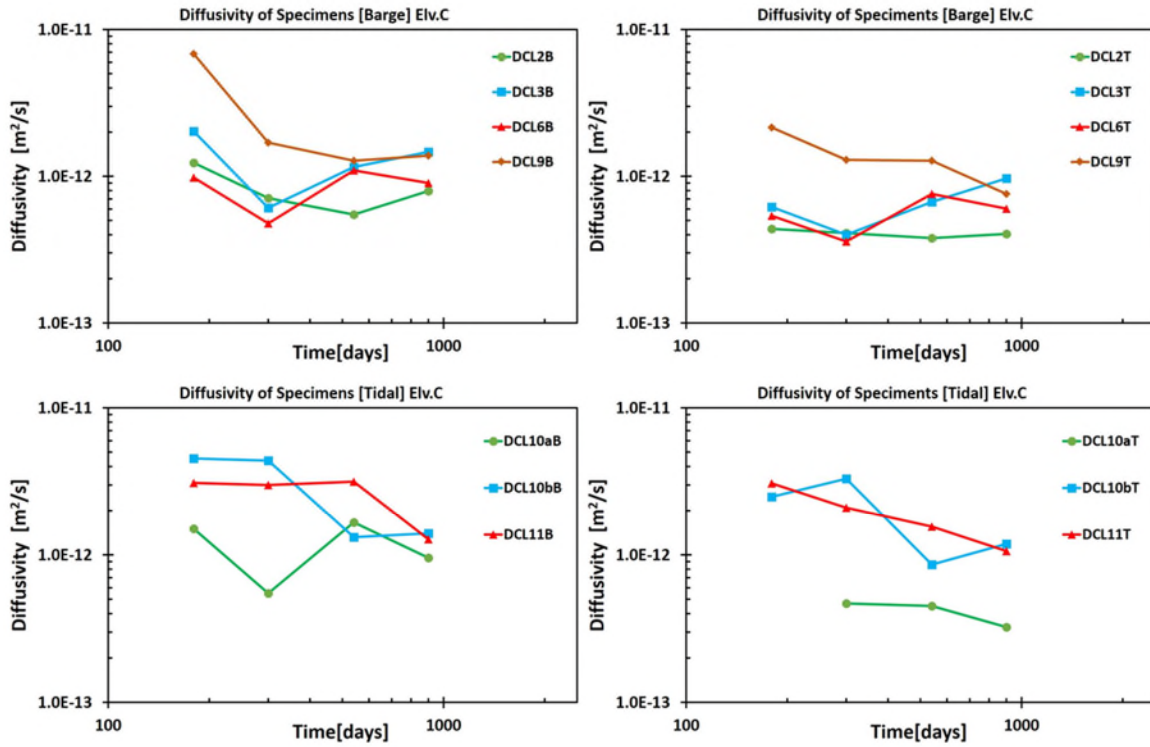 Diffusivity of Specimens [Barge] Elv.C
1.0E-11
1.0E-12
1.0E-13
Diffusivity [m²/s]
100
1000
Time[days]
DCL2B
DCL3B
DCL6B
DCL9B
Diffusivity of Speciments [Barge] Elv.C
1.0E-11
1.0E-12
1.0E-13
Diffusivity [m²/s]
100
1000
Time[days]
DCL2T
DCL3T
DCL6T
DCL9T
Diffusivity of Specimens [Tidal] Elv.C
1.0E-11
1.0E-12
1.0E-13
Diffusivity [m²/s]
100
1000
Time[days]
DCL10aB
DCL10bB
DCL11B
Diffusivity of Speciments [Tidal] Elv.C
1.0E-11
1.0E-12
1.0E-13
Diffusivity [m²/s]
100
1000
Time[days]
DCL10aT
DCL10bT
DCL11T